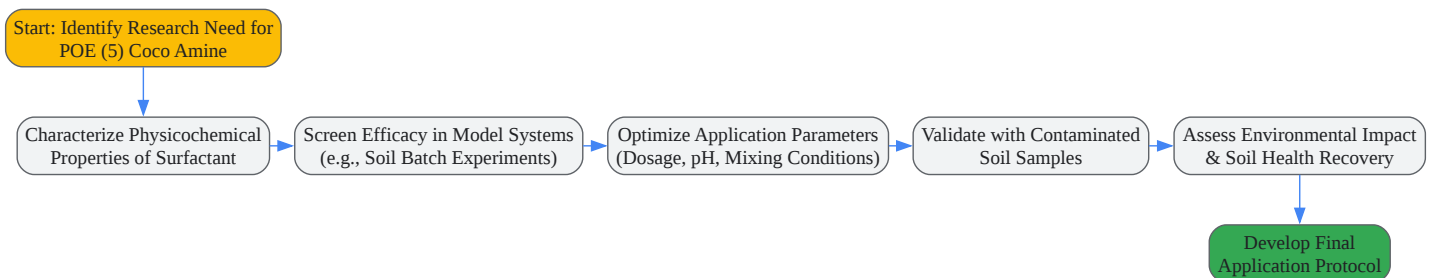 Start: Identify Research Need for
POE (5) Coco Amine
Characterize Physicochemical
Properties of Surfactant
Screen Efficacy in Model Systems
(e.g., Soil Batch Experiments)
Optimize Application Parameters
(Dosage, pH, Mixing Conditions)
Validate with Contaminated
Soil Samples
Assess Environmental Impact
& Soil Health Recovery
Develop Final
Application Protocol